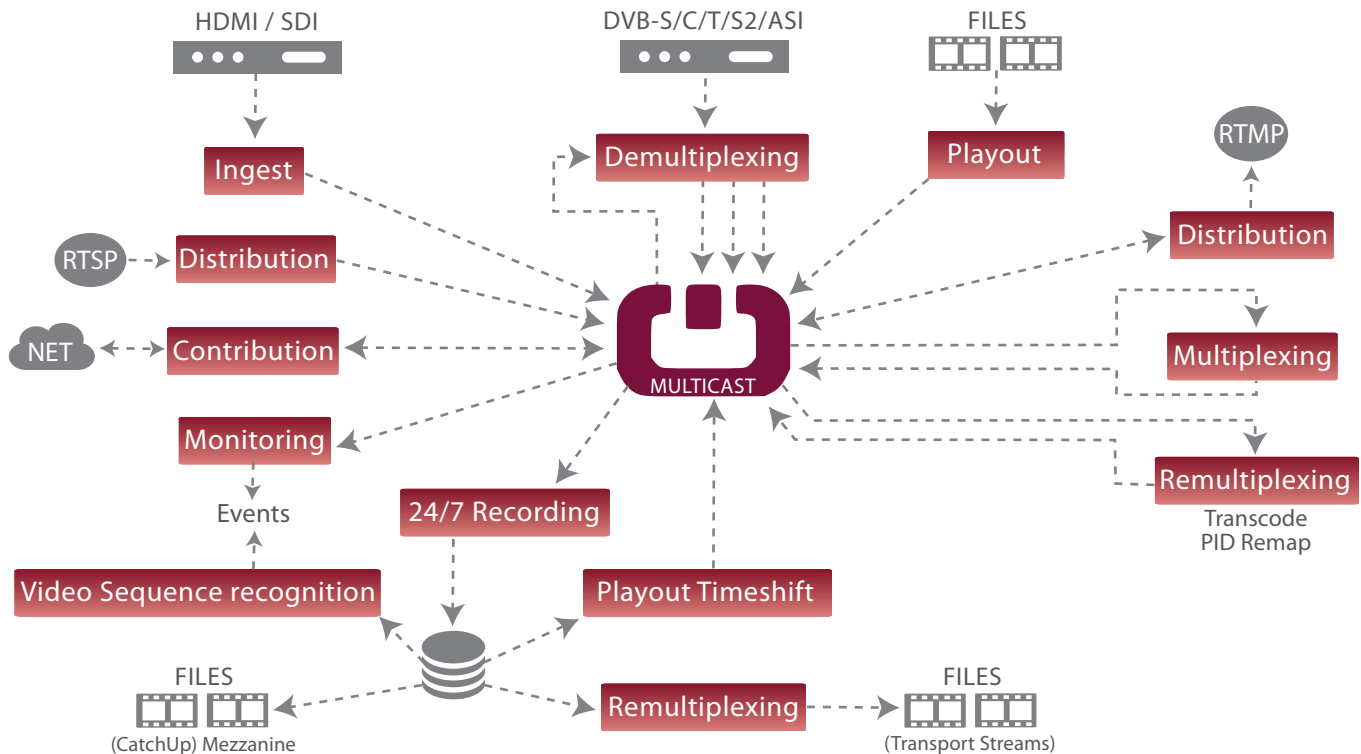 HDMI / SDI
DVB-S/C/T/S2/ASI
FILES
RTMP
Ingest
Demultiplexing
Playout
Distribution
RTSP
Distribution
NET
Contribution
MULTICAST
Multiplexing
Monitoring
Remultiplexing
Transcode
PID Remap
Events
24/7 Recording
Video Sequence recognition
Playout Timeshift
FILES
(CatchUp) Mezzanine
Remultiplexing
FILES
(Transport Streams)